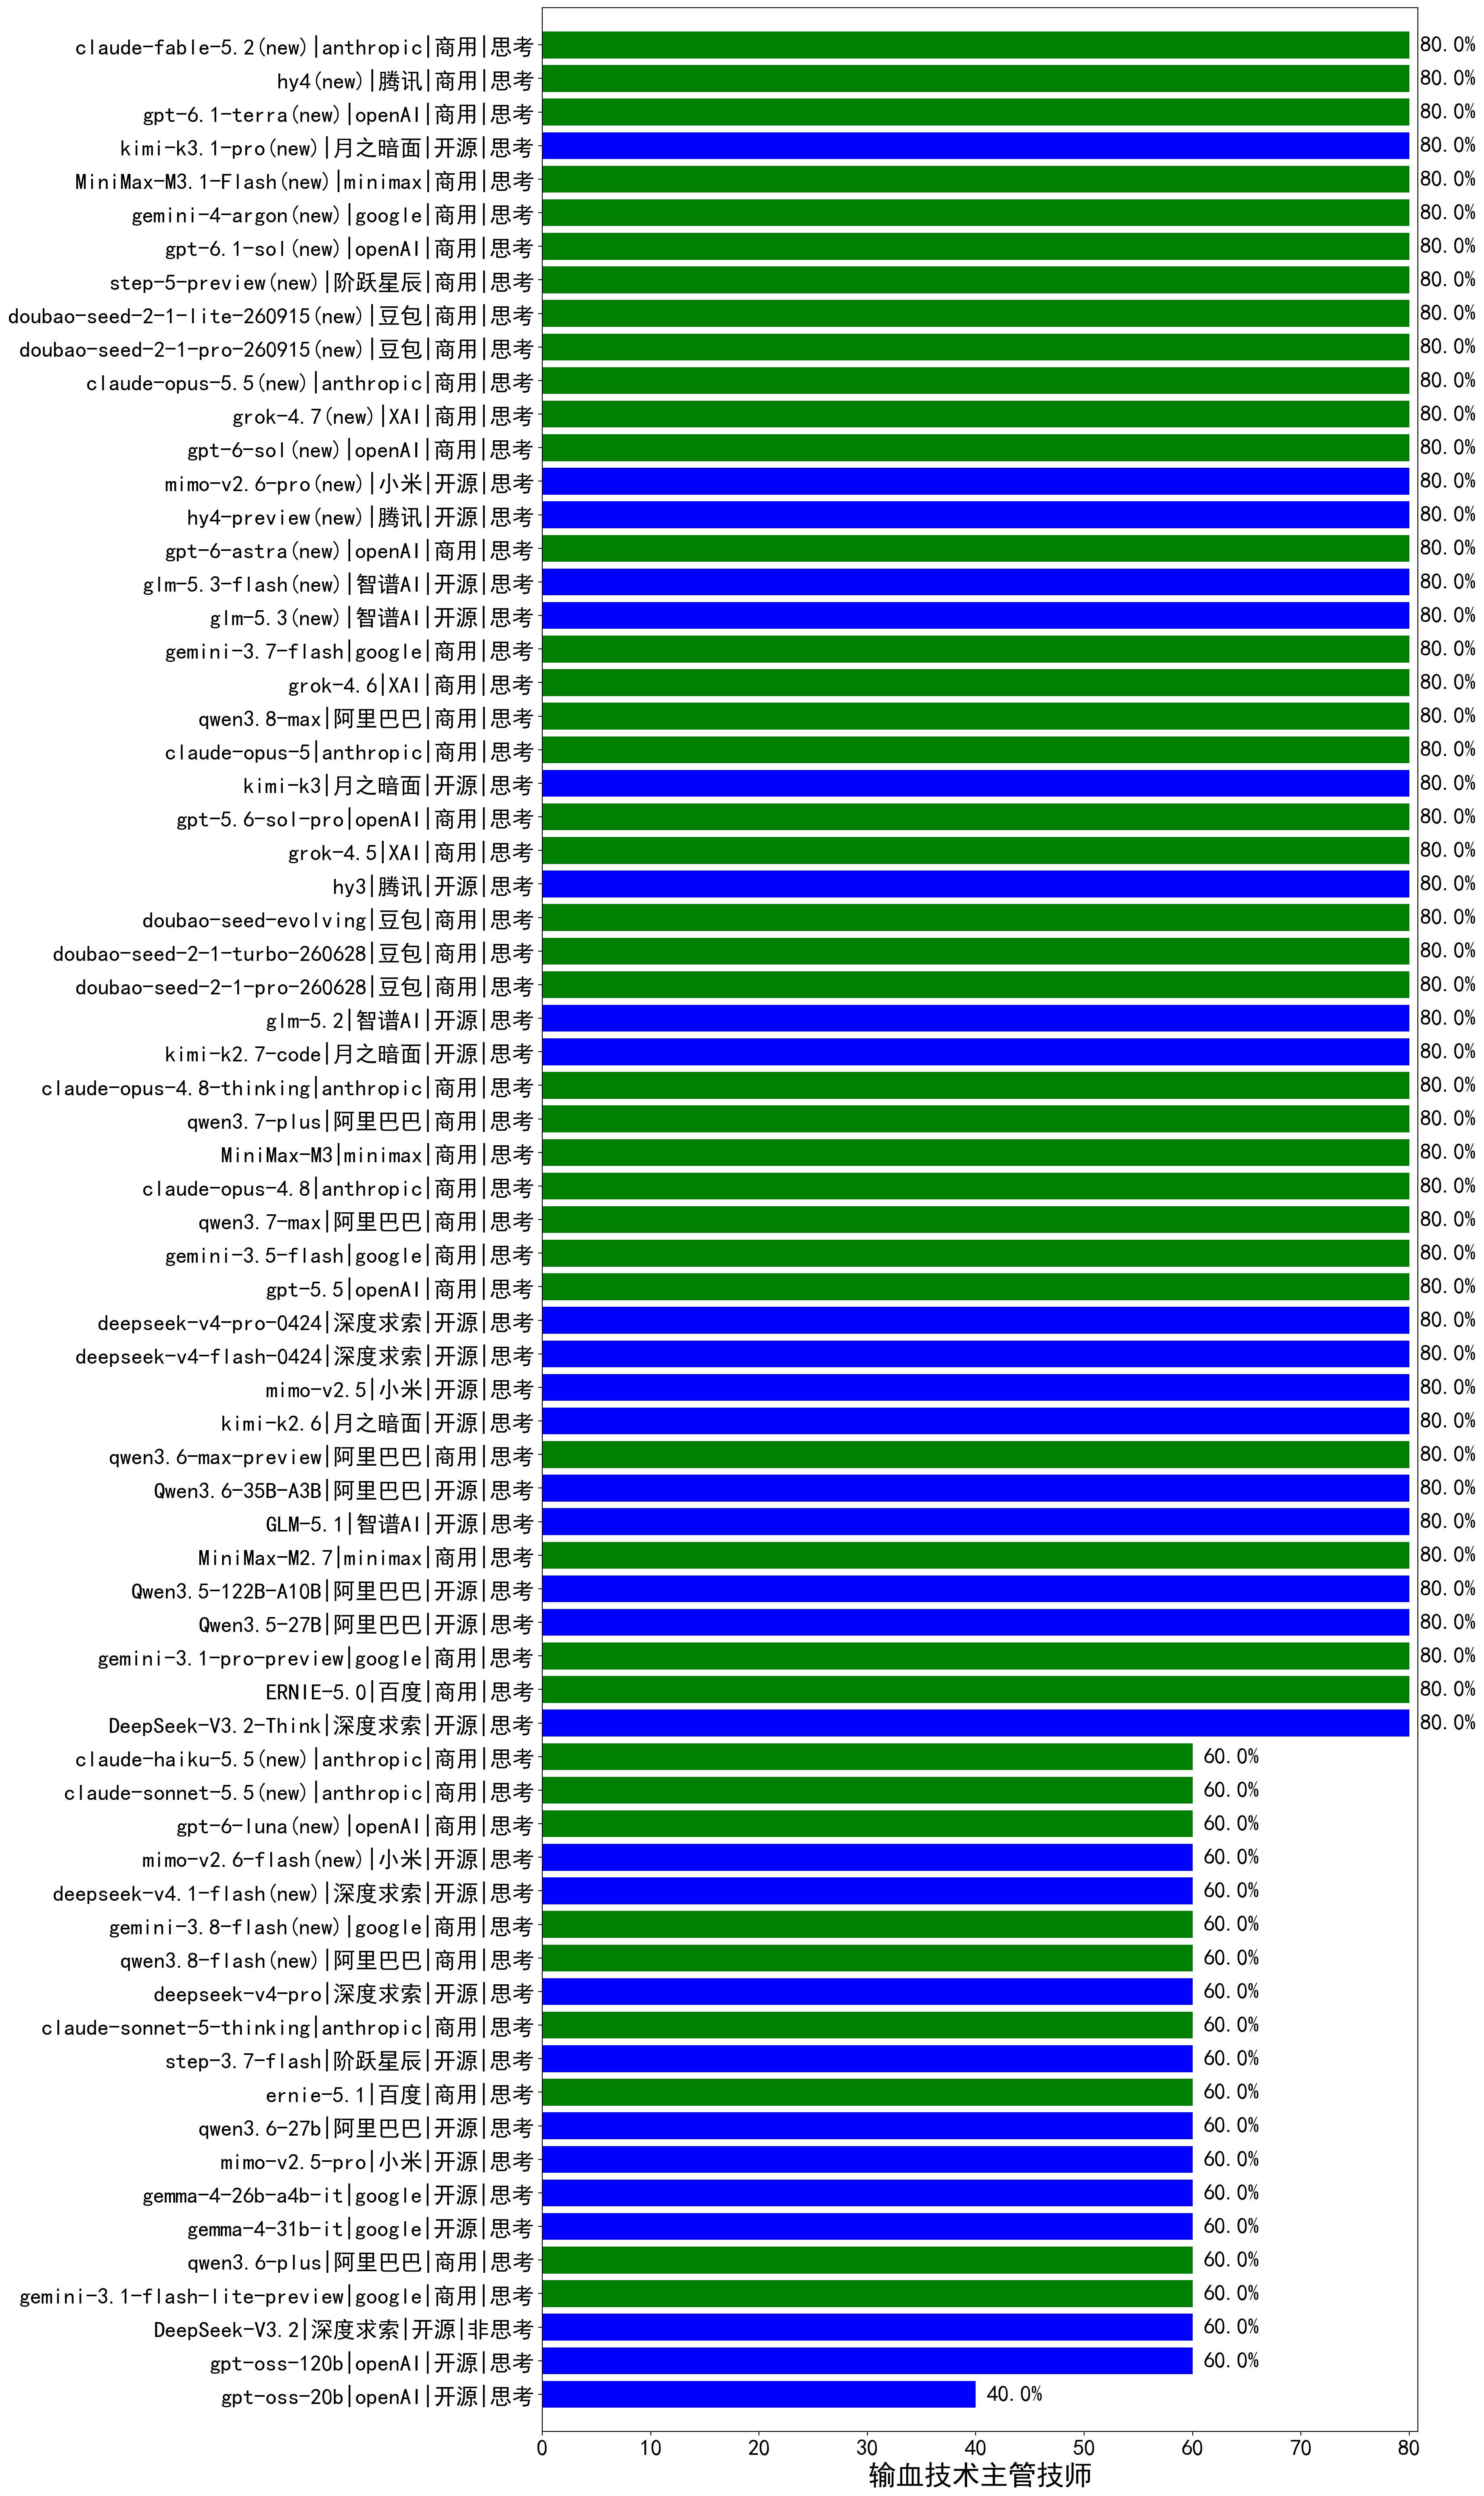 claude-fable-5.2(new)|anthropic|商用|思考 80.0%
hy4(new)|腾讯|商用|思考 80.0%
gpt-6.1-terra(new)|openAI|商用|思考 80.0%
kimi-k3.1-pro(new)|月之暗面|开源|思考 80.0%
MiniMax-M3.1-Flash(new)|minimax|商用|思考 80.0%
gemini-4-argon(new)|google|商用|思考 80.0%
gpt-6.1-sol(new)|openAI|商用|思考 80.0%
step-5-preview(new)|阶跃星辰|商用|思考 80.0%
doubao-seed-2-1-lite-260915(new)|豆包|商用|思考 80.0%
doubao-seed-2-1-pro-260915(new)|豆包|商用|思考 80.0%
claude-opus-5.5(new)|anthropic|商用|思考 80.0%
grok-4.7(new)|XAI|商用|思考 80.0%
gpt-6-sol(new)|openAI|商用|思考 80.0%
mimo-v2.6-pro(new)|小米|开源|思考 80.0%
hy4-preview(new)|腾讯|开源|思考 80.0%
gpt-6-astra(new)|openAI|商用|思考 80.0%
glm-5.3-flash(new)|智谱AI|开源|思考 80.0%
glm-5.3(new)|智谱AI|开源|思考 80.0%
gemini-3.7-flash|google|商用|思考 80.0%
grok-4.6|XAI|商用|思考 80.0%
qwen3.8-max|阿里巴巴|商用|思考 80.0%
claude-opus-5|anthropic|商用|思考 80.0%
kimi-k3|月之暗面|开源|思考 80.0%
gpt-5.6-sol-pro|openAI|商用|思考 80.0%
grok-4.5|XAI|商用|思考 80.0%
hy3|腾讯|开源|思考 80.0%
doubao-seed-evolving|豆包|商用|思考 80.0%
doubao-seed-2-1-turbo-260628|豆包|商用|思考 80.0%
doubao-seed-2-1-pro-260628|豆包|商用|思考 80.0%
glm-5.2|智谱AI|开源|思考 80.0%
kimi-k2.7-code|月之暗面|开源|思考 80.0%
claude-opus-4.8-thinking|anthropic|商用|思考 80.0%
qwen3.7-plus|阿里巴巴|商用|思考 80.0%
MiniMax-M3|minimax|商用|思考 80.0%
claude-opus-4.8|anthropic|商用|思考 80.0%
qwen3.7-max|阿里巴巴|商用|思考 80.0%
gemini-3.5-flash|google|商用|思考 80.0%
gpt-5.5|openAI|商用|思考 80.0%
deepseek-v4-pro-0424|深度求索|开源|思考 80.0%
deepseek-v4-flash-0424|深度求索|开源|思考 80.0%
mimo-v2.5|小米|开源|思考 80.0%
kimi-k2.6|月之暗面|开源|思考 80.0%
qwen3.6-max-preview|阿里巴巴|商用|思考 80.0%
Qwen3.6-35B-A3B|阿里巴巴|开源|思考 80.0%
GLM-5.1|智谱AI|开源|思考 80.0%
MiniMax-M2.7|minimax|商用|思考 80.0%
Qwen3.5-122B-A10B|阿里巴巴|开源|思考 80.0%
Qwen3.5-27B|阿里巴巴|开源|思考 80.0%
gemini-3.1-pro-preview|google|商用|思考 80.0%
ERNIE-5.0|百度|商用|思考 80.0%
DeepSeek-V3.2-Think|深度求索|开源|思考 80.0%
claude-haiku-5.5(new)|anthropic|商用|思考 60.0%
claude-sonnet-5.5(new)|anthropic|商用|思考 60.0%
gpt-6-luna(new)|openAI|商用|思考 60.0%
mimo-v2.6-flash(new)|小米|开源|思考 60.0%
deepseek-v4.1-flash(new)|深度求索|开源|思考 60.0%
gemini-3.8-flash(new)|google|商用|思考 60.0%
qwen3.8-flash(new)|阿里巴巴|商用|思考 60.0%
deepseek-v4-pro|深度求索|开源|思考 60.0%
claude-sonnet-5-thinking|anthropic|商用|思考 60.0%
step-3.7-flash|阶跃星辰|开源|思考 60.0%
ernie-5.1|百度|商用|思考 60.0%
qwen3.6-27b|阿里巴巴|开源|思考 60.0%
mimo-v2.5-pro|小米|开源|思考 60.0%
gemma-4-26b-a4b-it|google|开源|思考 60.0%
gemma-4-31b-it|google|开源|思考 60.0%
qwen3.6-plus|阿里巴巴|商用|思考 60.0%
gemini-3.1-flash-lite-preview|google|商用|思考 60.0%
DeepSeek-V3.2|深度求索|开源|非思考 60.0%
gpt-oss-120b|openAI|开源|思考 60.0%
gpt-oss-20b|openAI|开源|思考 40.0%
0 10 20 30 40 50 60 70 80
输血技术主管技师